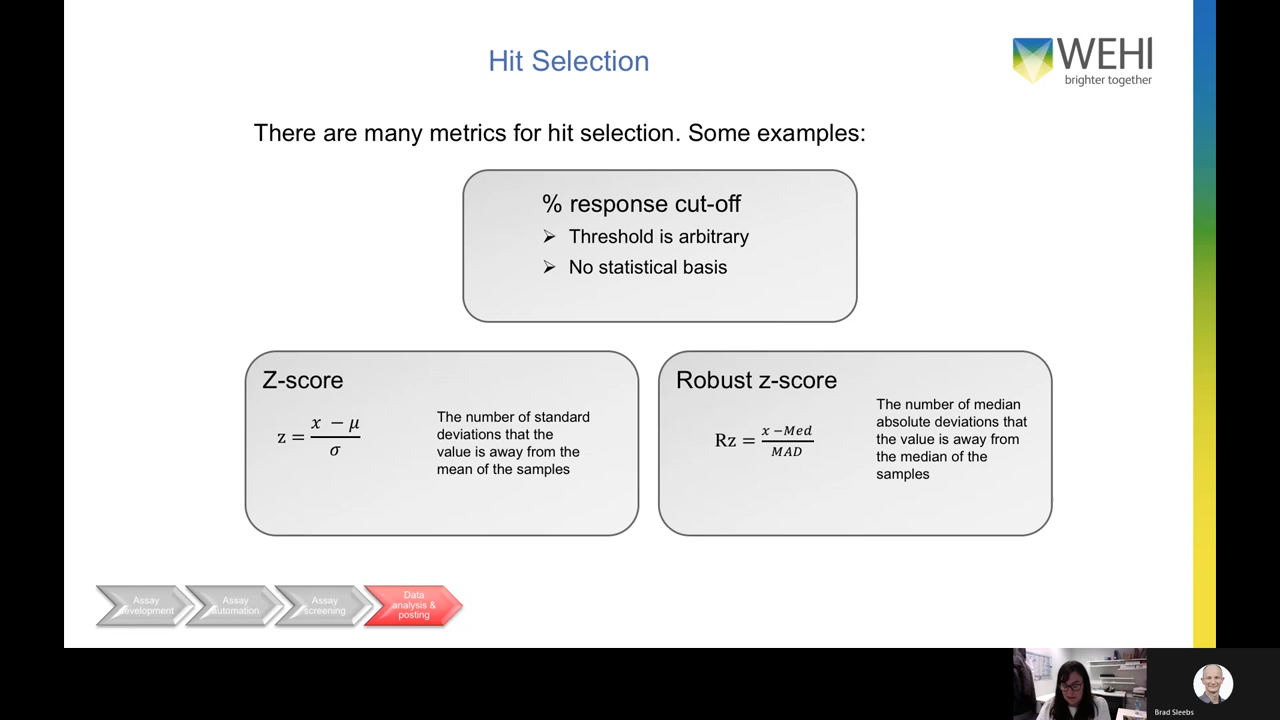 Hit Selection
WEHI
brighter together
There are many metrics for hit selection. Some examples:
% response cut-off
➢ Threshold is arbitrary
➢ No statistical basis
Z-score
z = (x − μ) / σ
The number of standard
deviations that the
value is away from the
mean of the samples
Robust z-score
Rz = (x −Med) / MAD
The number of median
absolute deviations that
the value is away from
the median of the
samples
Assay
development
Assay
automation
Assay
screening
Data
analysis &
posting
Brad Sleebs